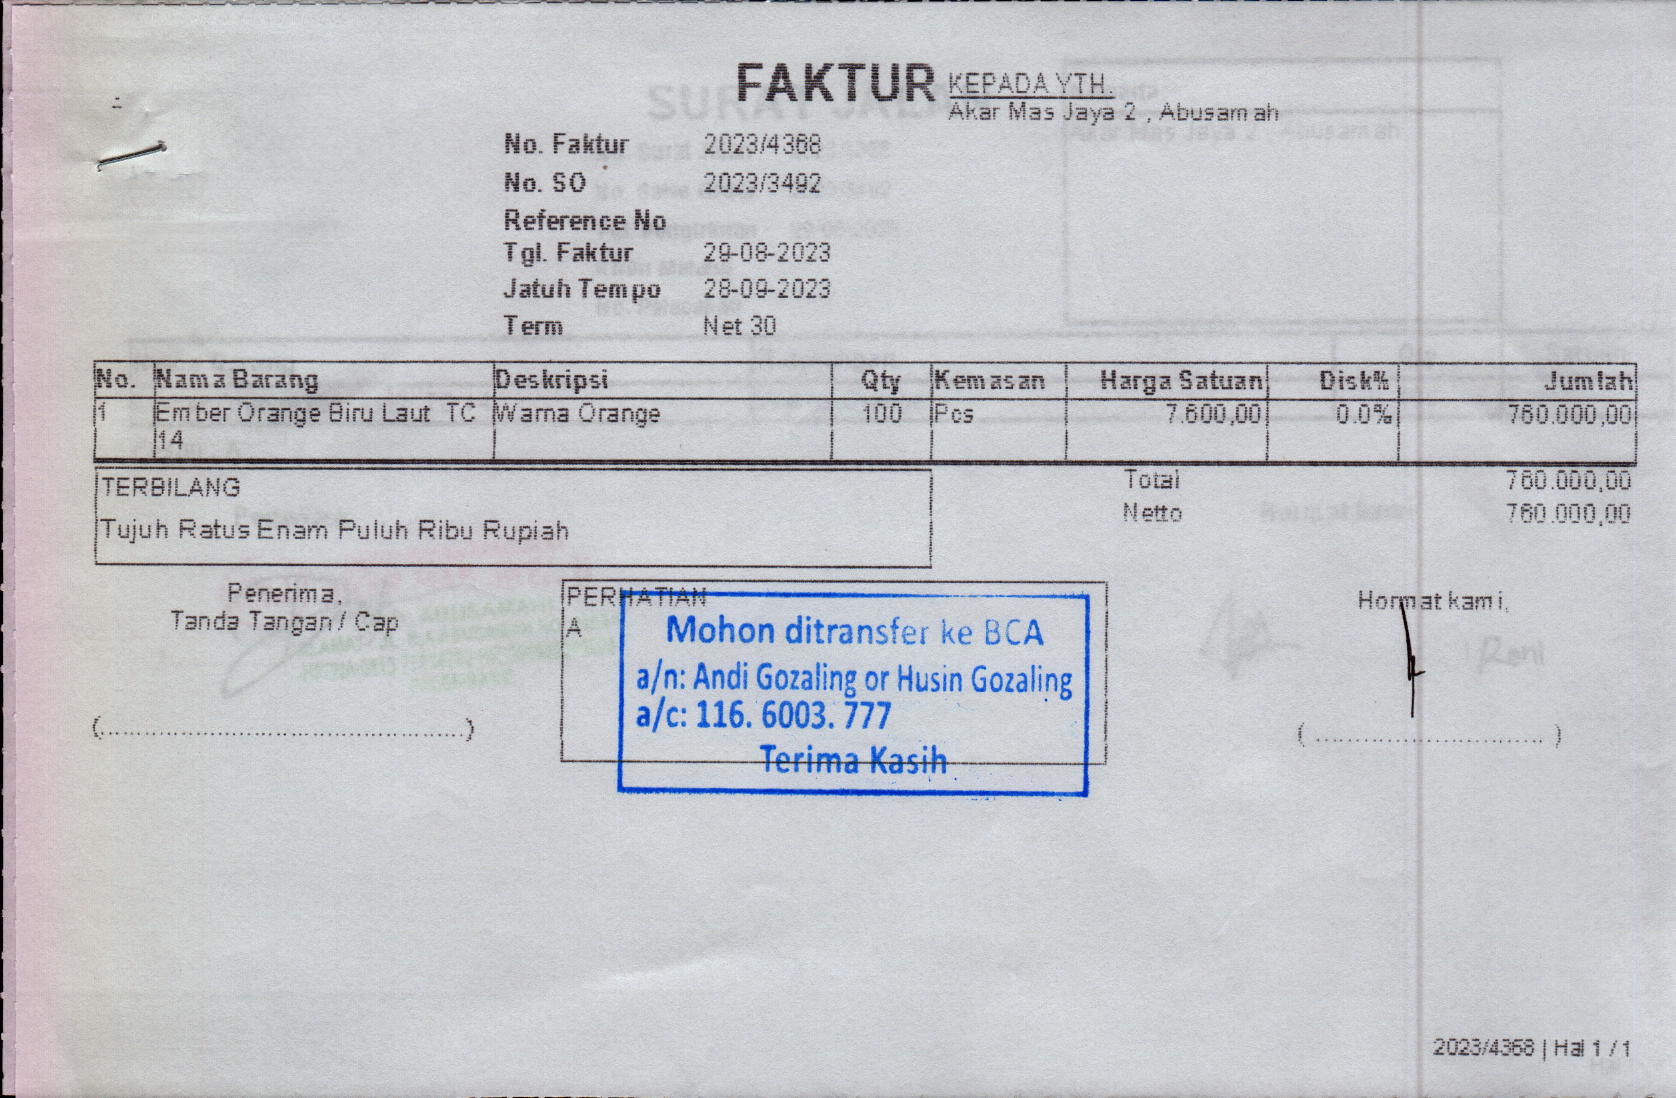 FAKTUR
KEPADA YTH.
Akar Mas Jaya 2 , Abusamah
No. Faktur 2023/4368
No. SO 2023/3492
Reference No
Tgl. Faktur 29-08-2023
Jatuh Tempo 28-09-2023
Term Net 30
No. Nama Barang Deskripsi Qty Kemasan Harga Satuan Disk% Jumlah
1 Ember Orange Biru Laut TC Warna Orange 100 Pcs 7.600,00 0.0% 760.000,00
14
TERBILANG
Tujuh Ratus Enam Puluh Ribu Rupiah
Total 760.000,00
Netto 760.000,00
Penerima,
Tanda Tangan / Cap
(..................................................)
PERHATIAN
A
Mohon ditransfer ke BCA
a/n: Andi Gozaling or Husin Gozaling
a/c: 116. 6003. 777
Terima Kasih
Hormat kami,
( ................................ )
Reni
2023/4368 | Hal 1 / 1